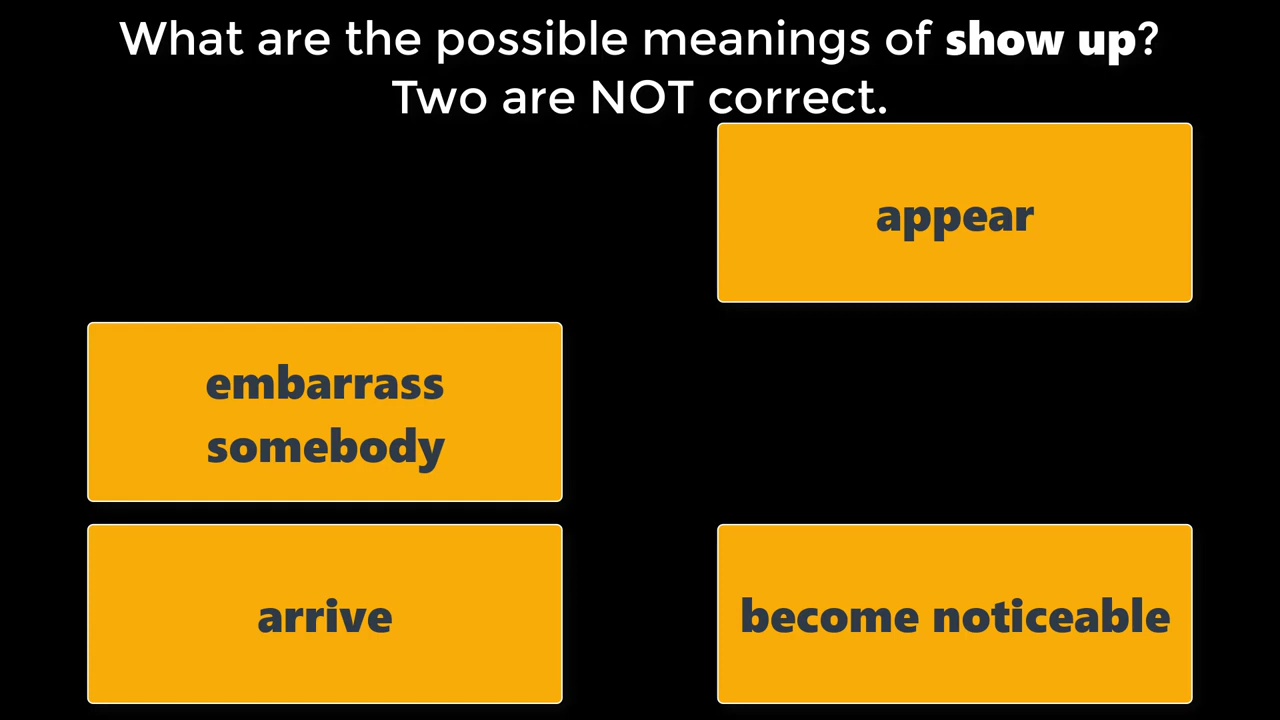 What are the possible meanings of show up?
Two are NOT correct.
appear
embarrass
somebody
arrive
become noticeable